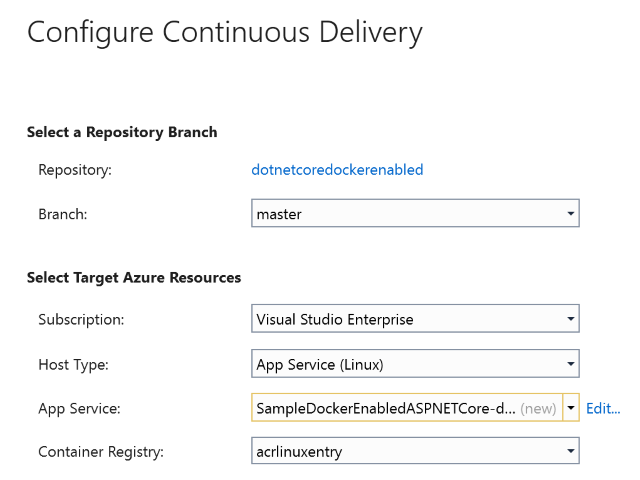 Configure Continuous Delivery
Select a Repository Branch
Repository: dotnetcoredockerenabled
Branch: master
Select Target Azure Resources
Subscription: Visual Studio Enterprise
Host Type: App Service (Linux)
App Service: SampleDockerEnabledASPNETCore-d... (new) Edit...
Container Registry: acrlinuxentry